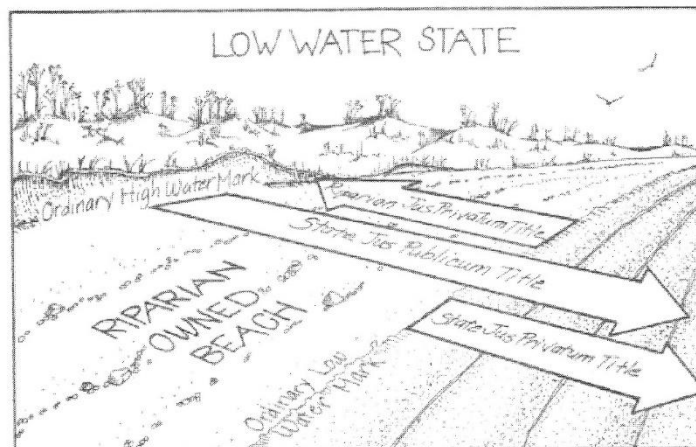 LOW WATER STATE
Ordinary High Water Mark
Riparian Jus Privatum Title
State Jus Publicum Title
RIPARIAN
OWNED
BEACH
State Jus Privatum Title
Ordinary Low
Water Mark